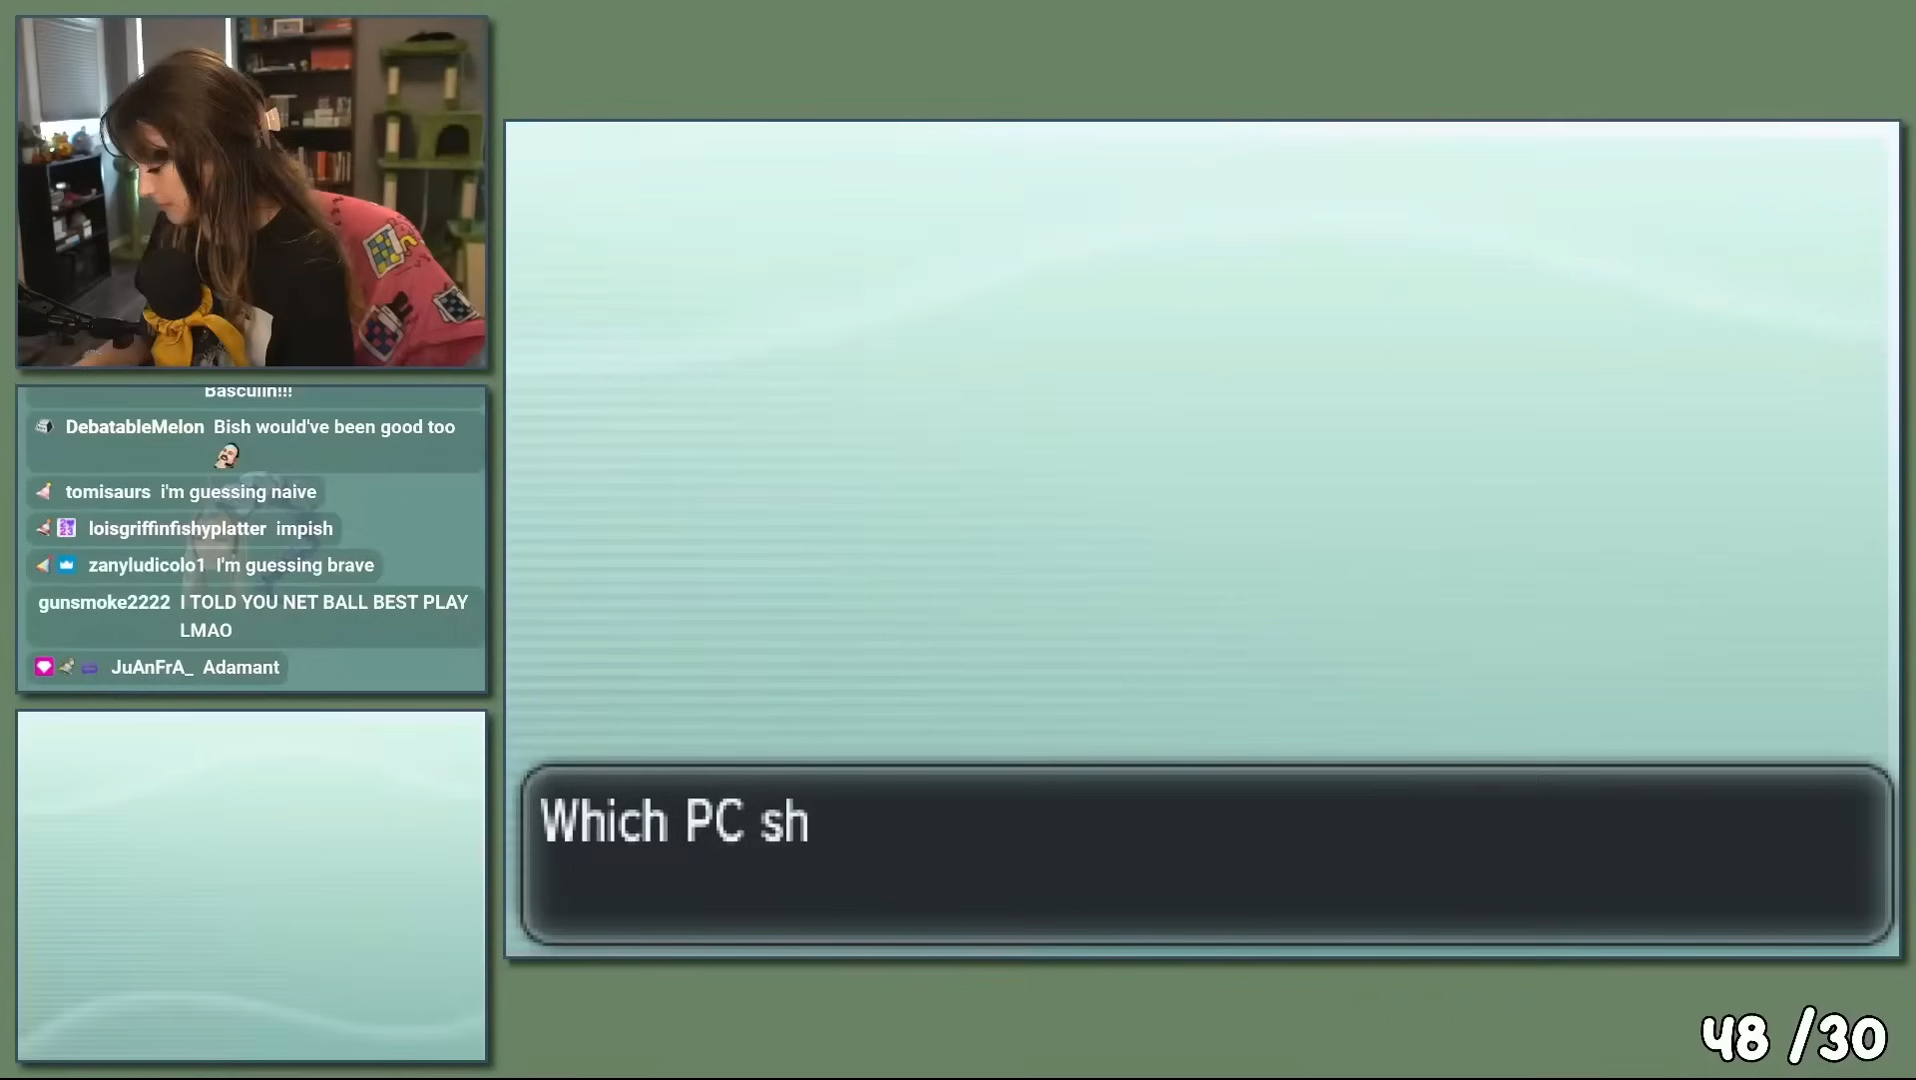 Basculin!!!
DebatableMelon Bish would've been good too
tomisaurs i'm guessing naive
loisgriffinfishyplatter impish
zanyludicolo1 I'm guessing brave
gunsmoke2222 I TOLD YOU NET BALL BEST PLAY
LMAO
JuAnFrA_ Adamant
Which PC sh
48 /30